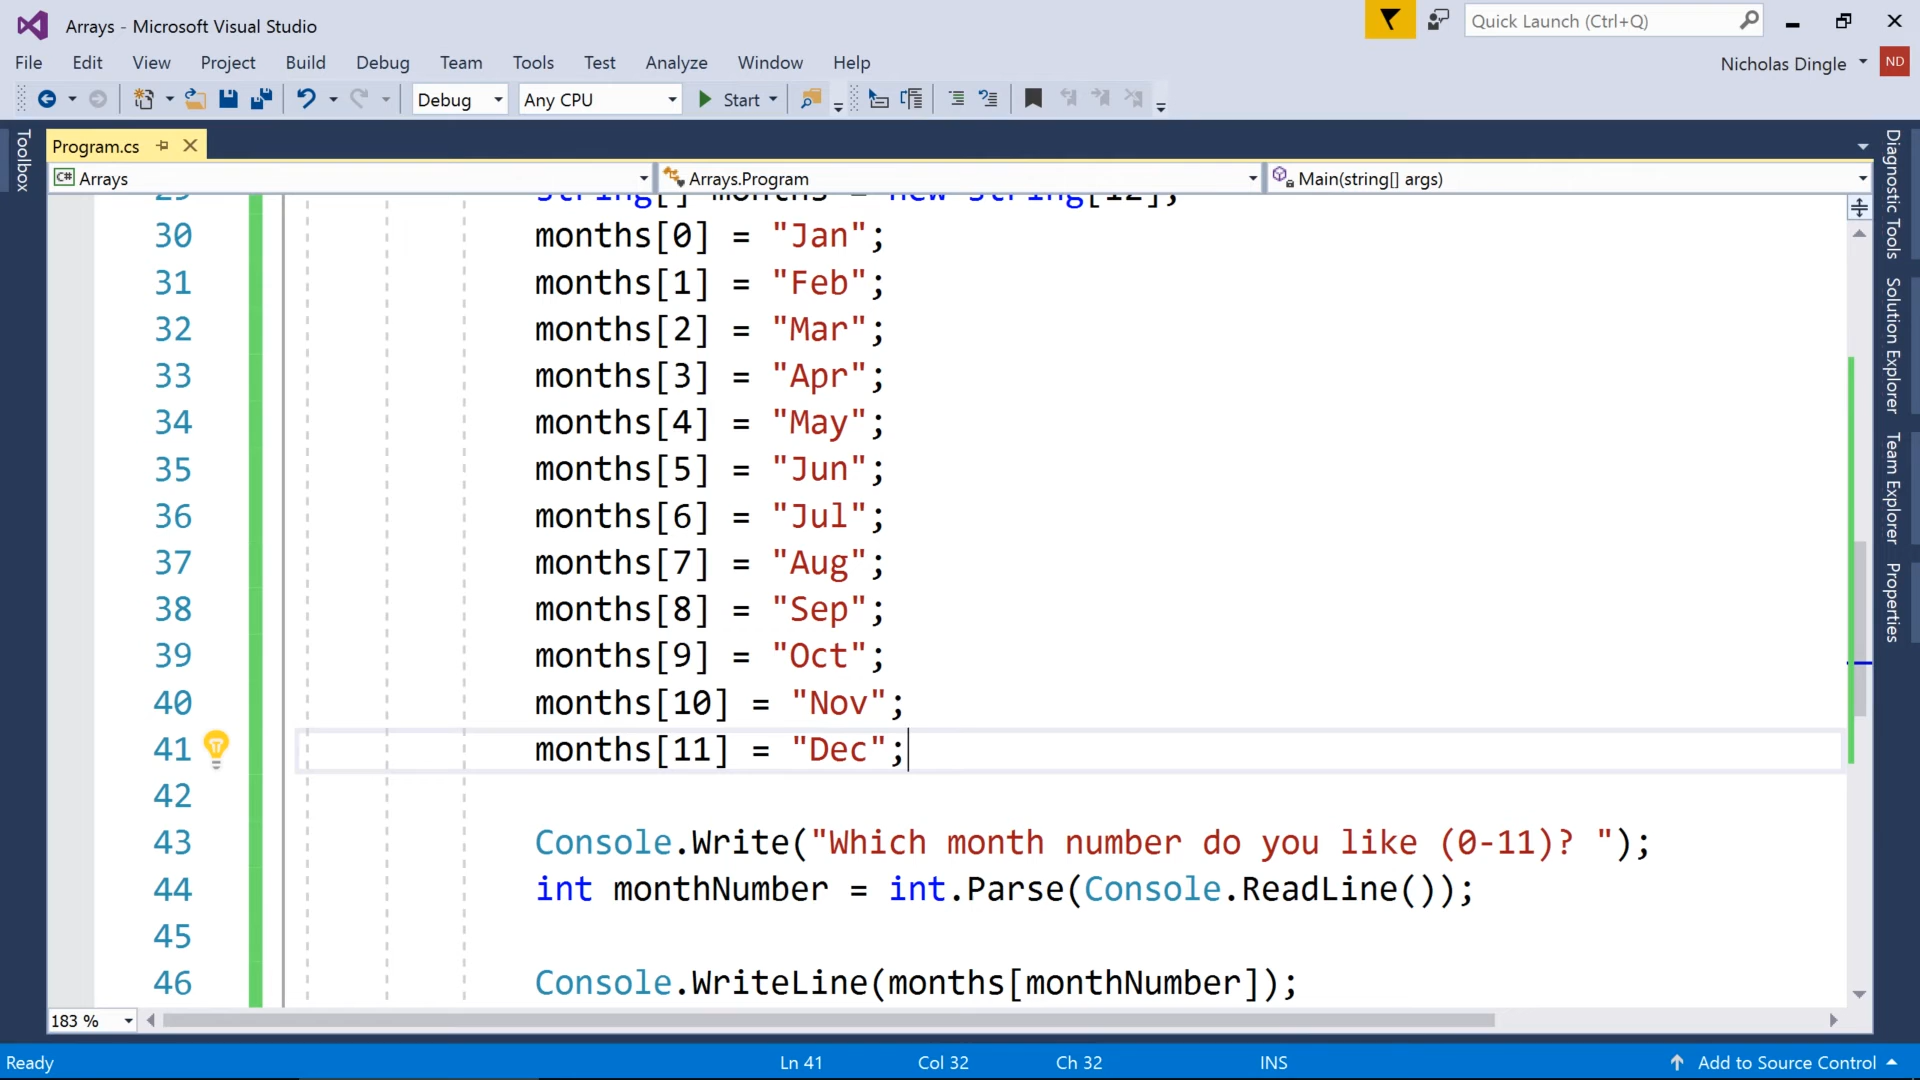 Arrays - Microsoft Visual Studio
Quick Launch (Ctrl+Q)
File Edit View Project Build Debug Team Tools Test Analyze Window Help
Nicholas Dingle ND
Debug Any CPU Start
Toolbox
Program.cs
C# Arrays Arrays.Program Main(string[] args)
29 string[] months = new string[12];
30 months[0] = "Jan";
31 months[1] = "Feb";
32 months[2] = "Mar";
33 months[3] = "Apr";
34 months[4] = "May";
35 months[5] = "Jun";
36 months[6] = "Jul";
37 months[7] = "Aug";
38 months[8] = "Sep";
39 months[9] = "Oct";
40 months[10] = "Nov";
41 months[11] = "Dec";
42
43 Console.Write("Which month number do you like (0-11)? ");
44 int monthNumber = int.Parse(Console.ReadLine());
45
46 Console.WriteLine(months[monthNumber]);
Diagnostic Tools
Solution Explorer
Team Explorer
Properties
183 %
Ready Ln 41 Col 32 Ch 32 INS Add to Source Control